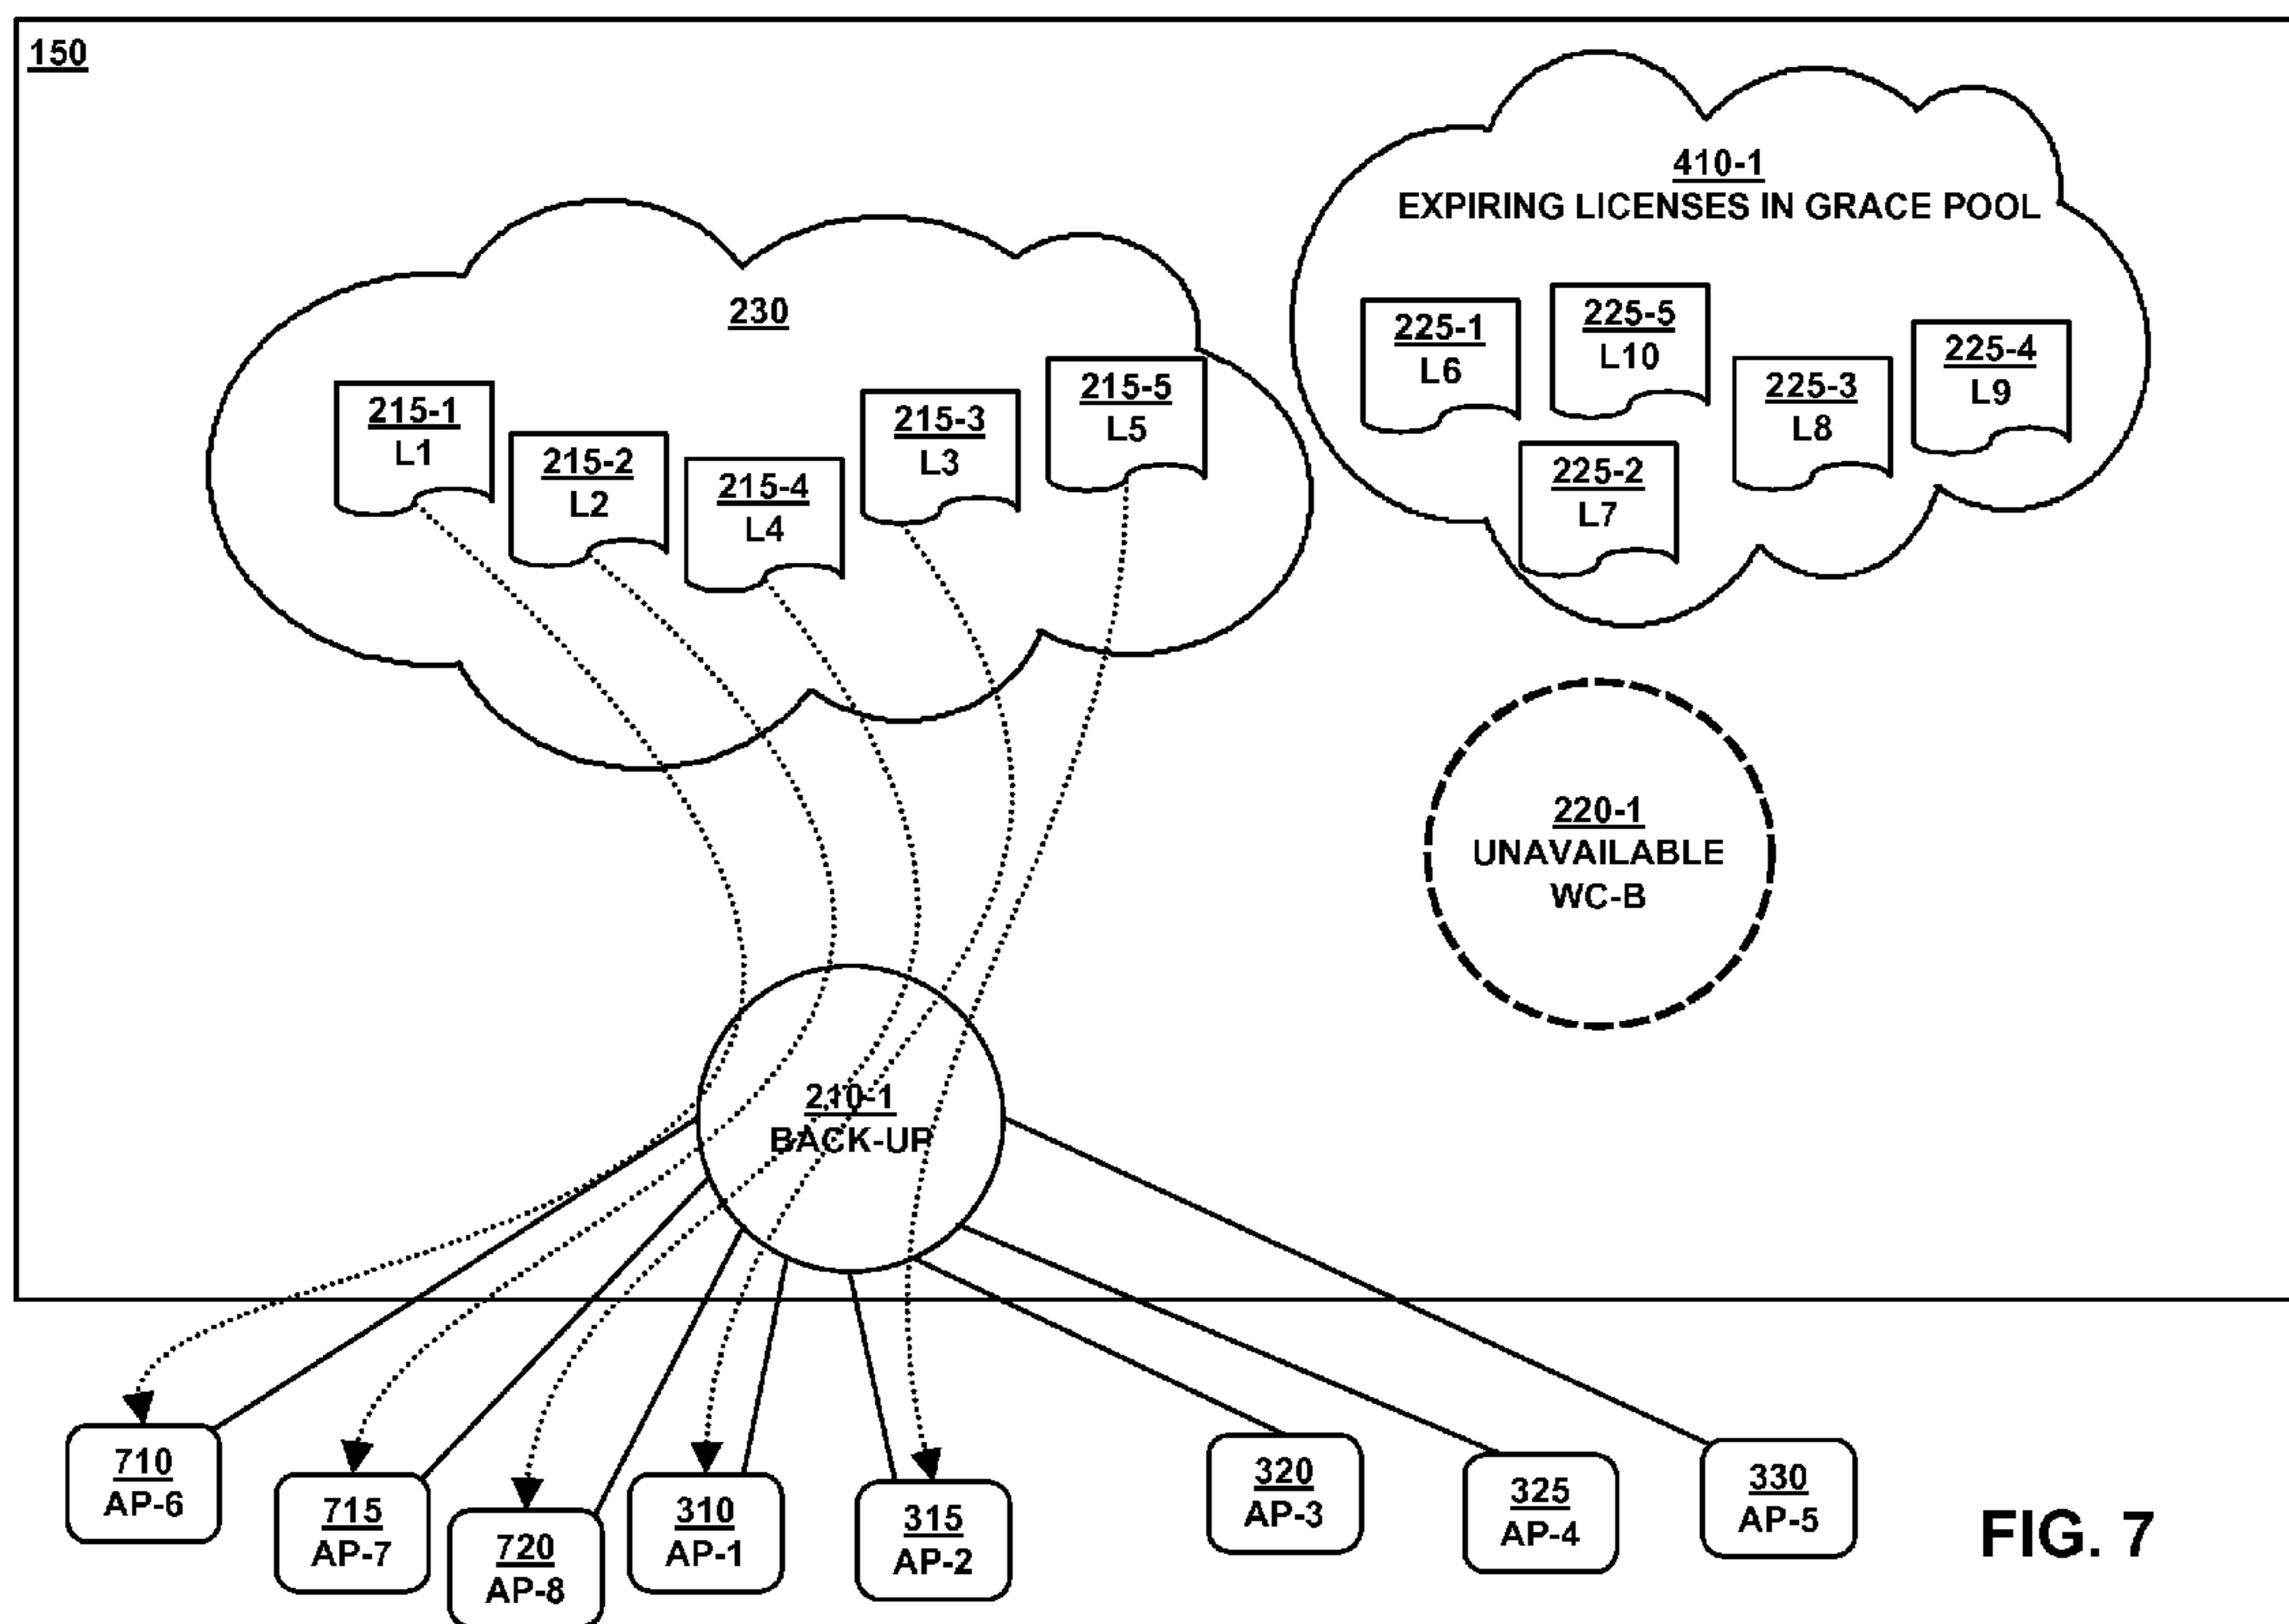 150
410-1
EXPIRING LICENSES IN GRACE POOL
230
215-1
L1
215-2
L2
215-4
L4
215-3
L3
215-5
L5
225-1
L6
225-5
L10
225-2
L7
225-3
L8
225-4
L9
220-1
UNAVAILABLE
WC-B
210-1
BACK-UP
710
AP-6
715
AP-7
720
AP-8
310
AP-1
315
AP-2
320
AP-3
325
AP-4
330
AP-5
FIG. 7